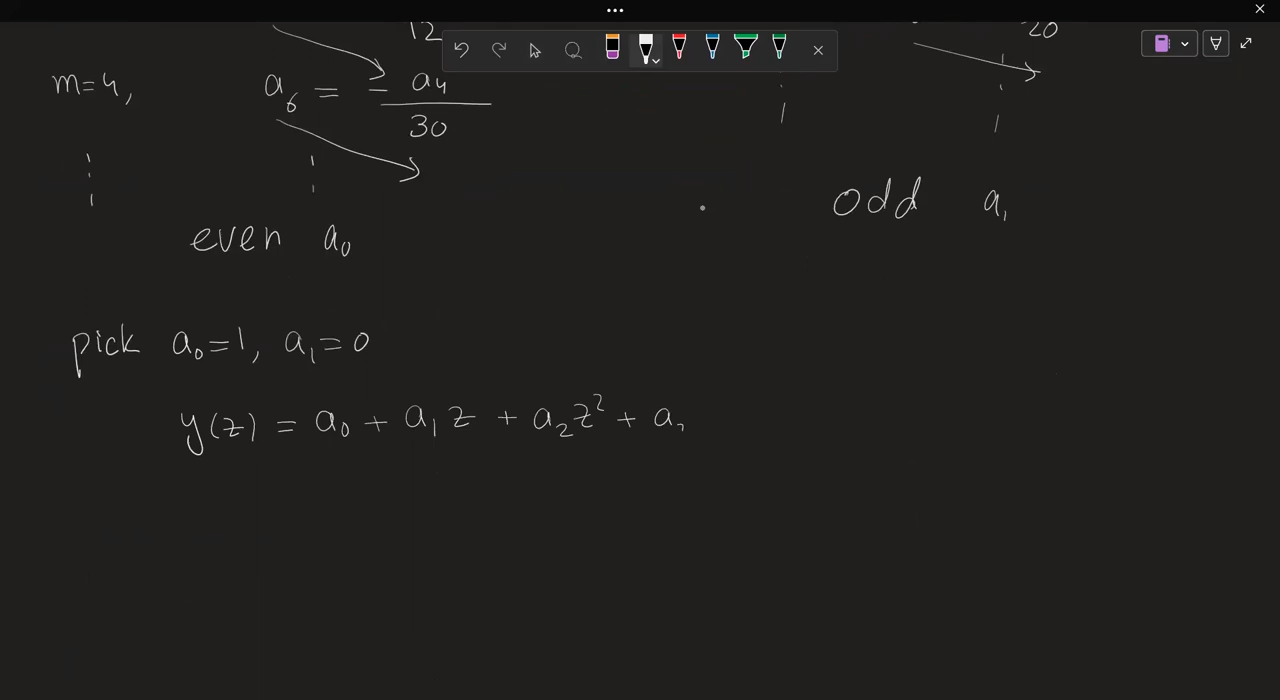 12
20
m=4, a₆ = - a₄/30
odd a₁
even a₀
pick a₀=1, a₁=0
y(z) = a₀ + a₁z + a₂z² + a